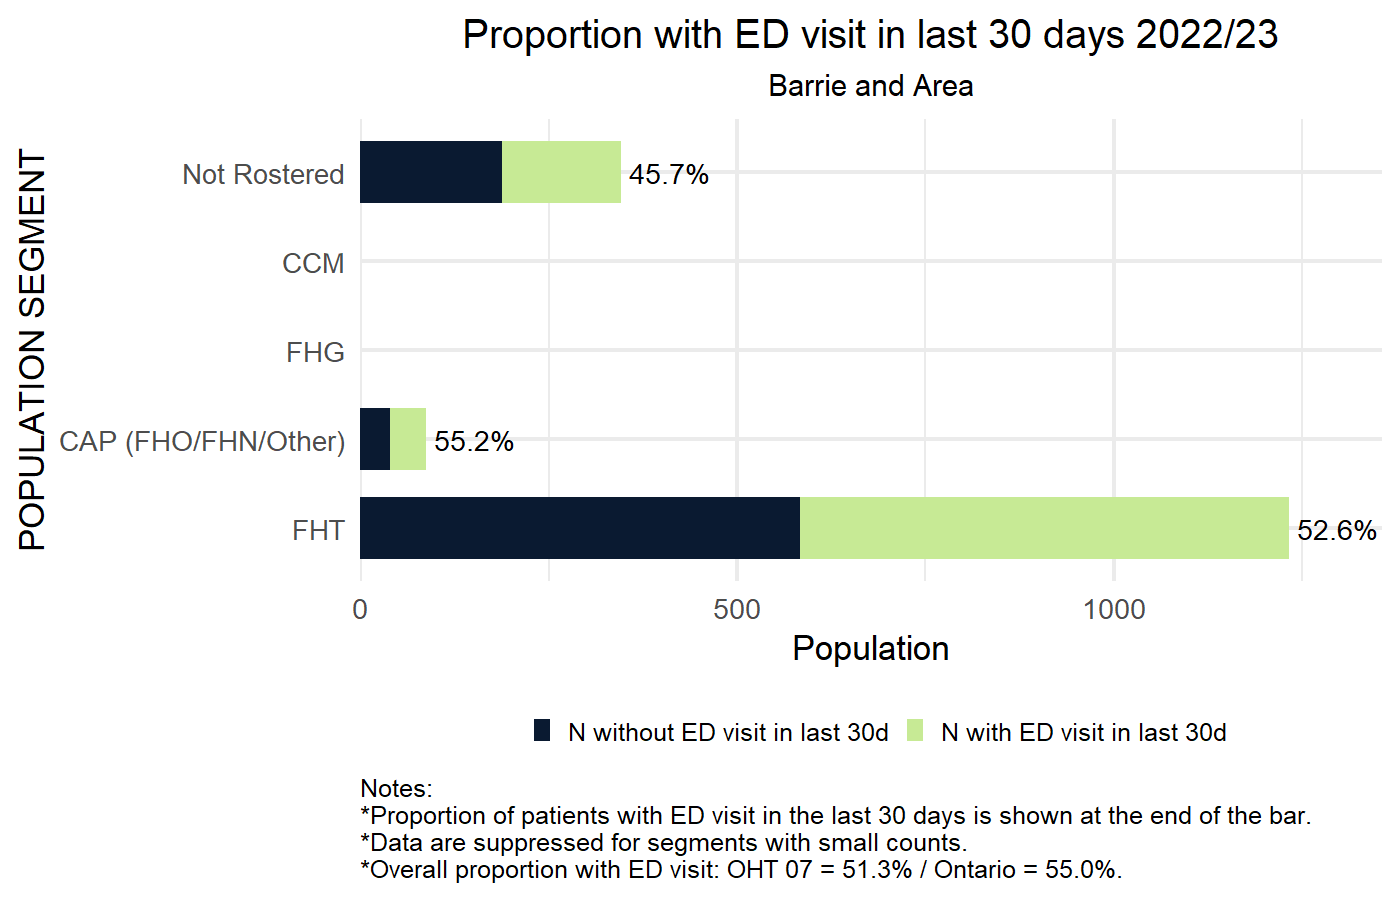 Proportion with ED visit in last 30 days 2022/23
Barrie and Area
POPULATION SEGMENT
Not Rostered
45.7%
CCM
FHG
CAP (FHO/FHN/Other)
55.2%
FHT
52.6%
0
500
1000
Population
N without ED visit in last 30d
N with ED visit in last 30d
Notes:
*Proportion of patients with ED visit in the last 30 days is shown at the end of the bar.
*Data are suppressed for segments with small counts.
*Overall proportion with ED visit: OHT 07 = 51.3% / Ontario = 55.0%.